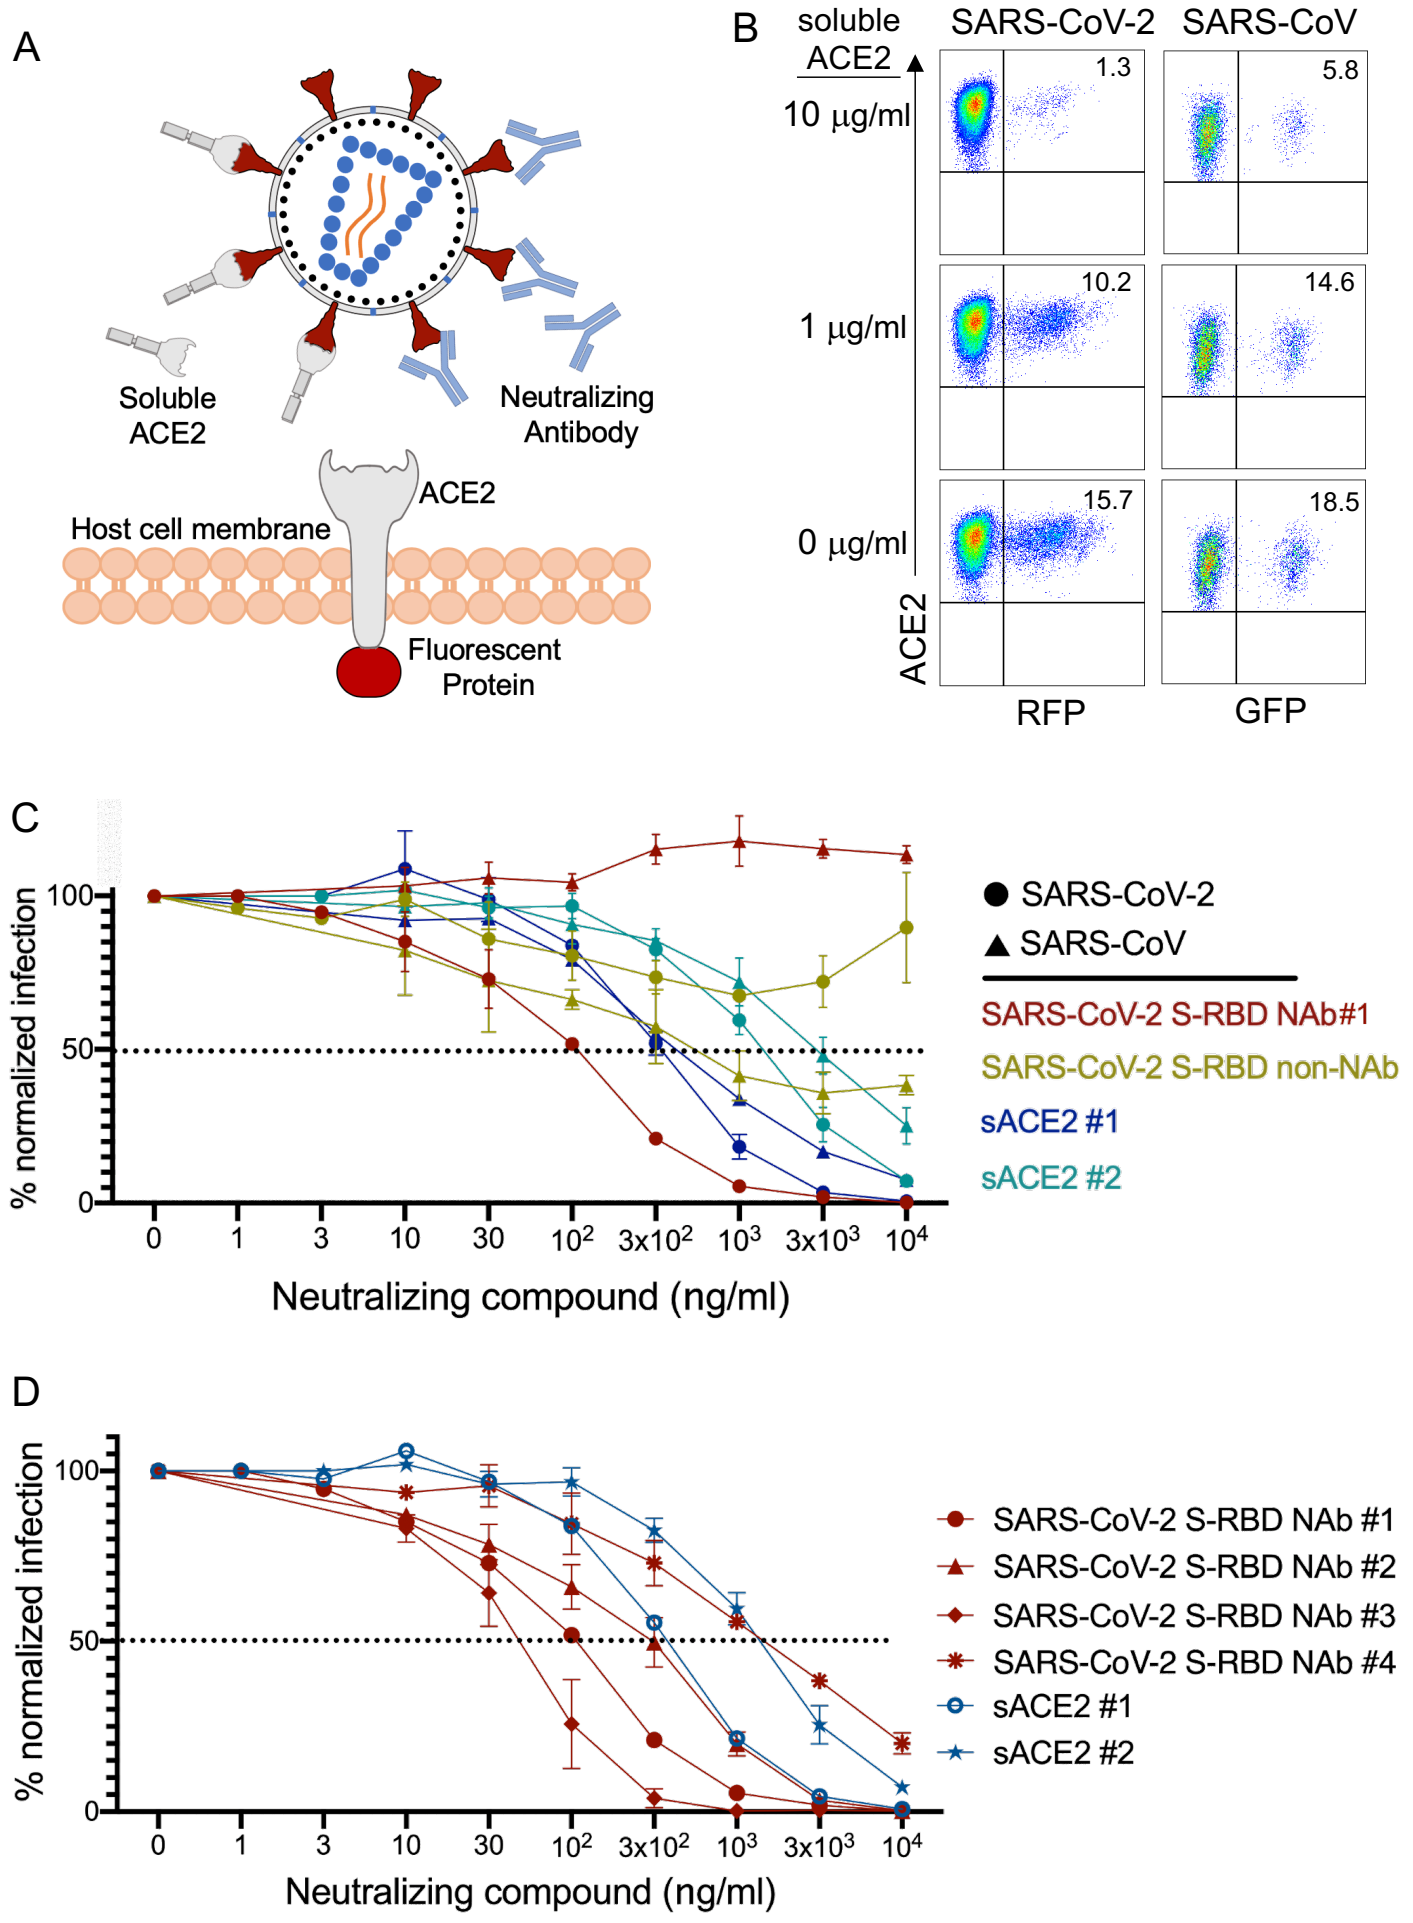 A
Soluble
ACE2
Neutralizing
Antibody
ACE2
Host cell membrane
Fluorescent
Protein
B
soluble
ACE2
SARS-CoV-2
SARS-CoV
10 µg/ml
1.3
5.8
1 µg/ml
10.2
14.6
0 µg/ml
15.7
18.5
ACE2
RFP
GFP
C
% normalized infection
100
50
0
0 1 3 10 30 10² 3x10² 10³ 3x10³ 10⁴
Neutralizing compound (ng/ml)
SARS-CoV-2
SARS-CoV
SARS-CoV-2 S-RBD NAb#1
SARS-CoV-2 S-RBD non-NAb
sACE2 #1
sACE2 #2
D
% normalized infection
100
50
0
0 1 3 10 30 10² 3x10² 10³ 3x10³ 10⁴
Neutralizing compound (ng/ml)
SARS-CoV-2 S-RBD NAb #1
SARS-CoV-2 S-RBD NAb #2
SARS-CoV-2 S-RBD NAb #3
SARS-CoV-2 S-RBD NAb #4
sACE2 #1
sACE2 #2